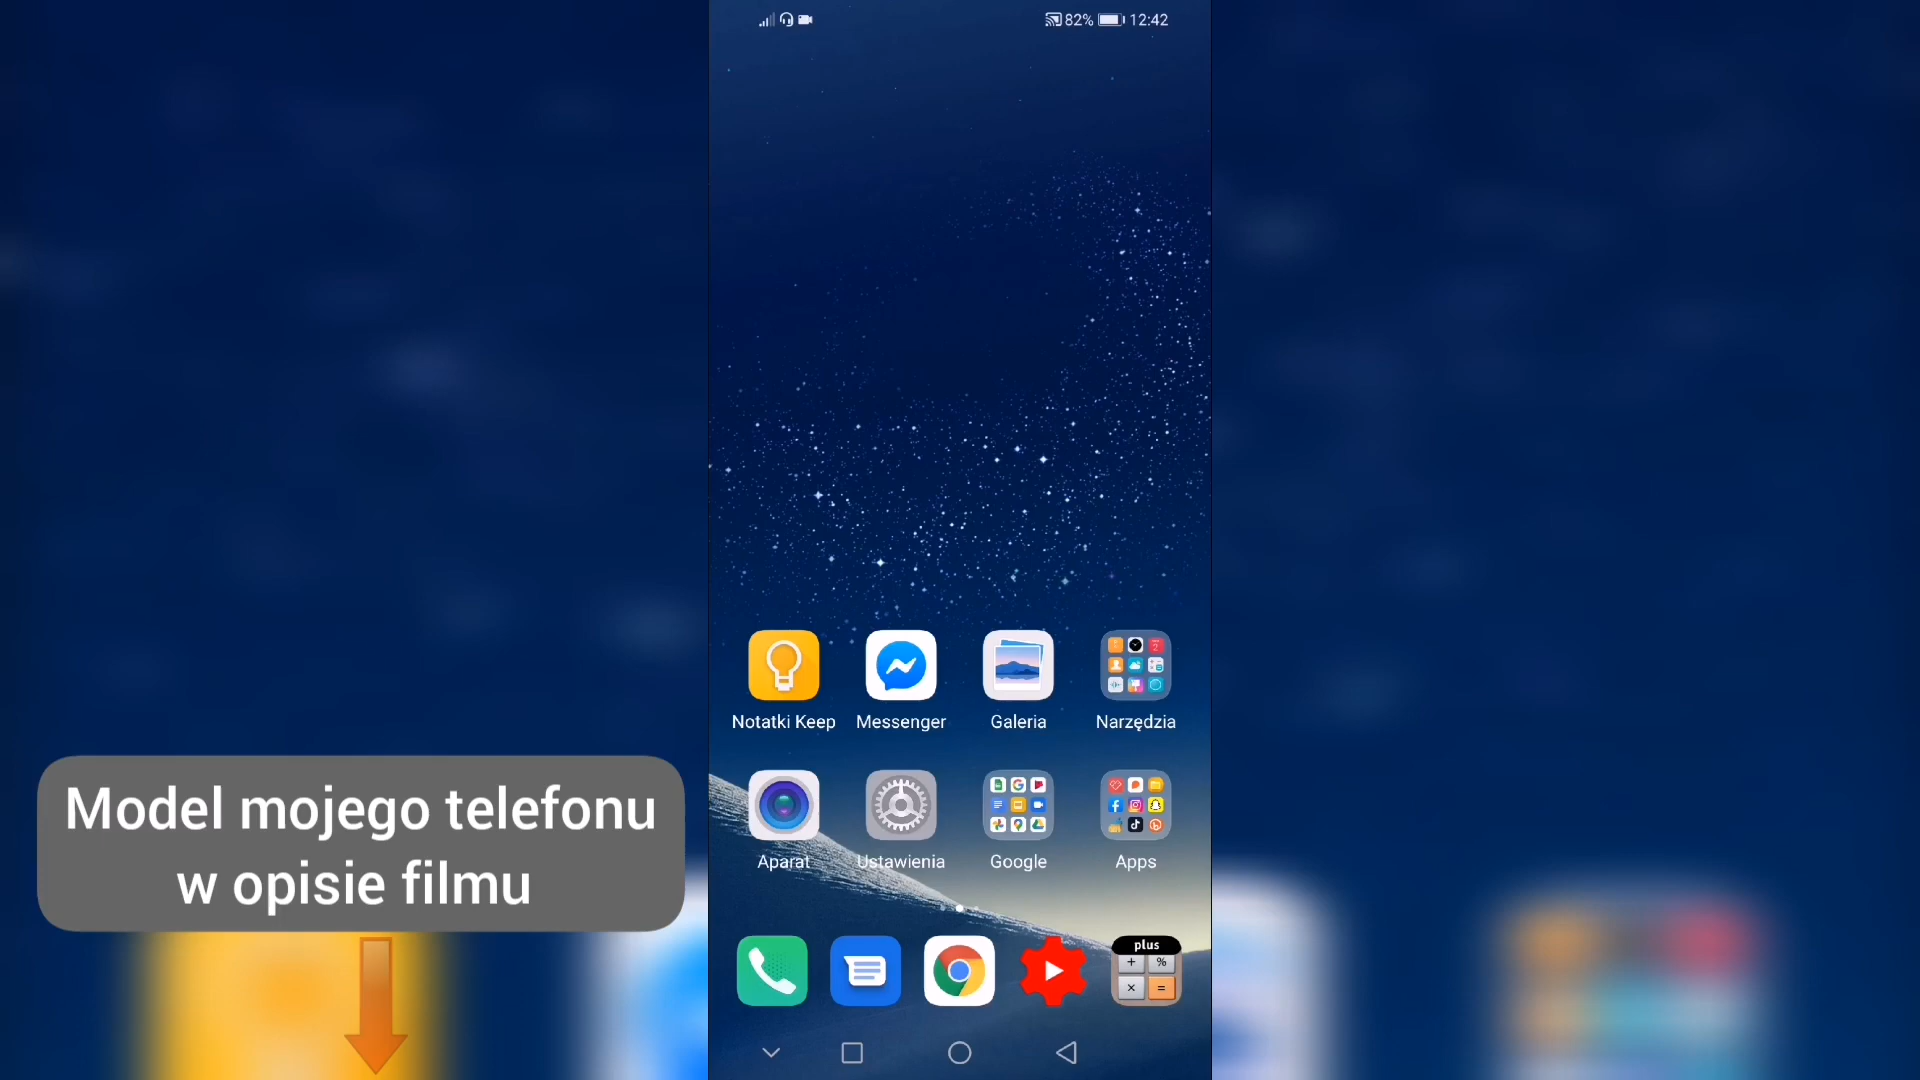 82% 12:42
Notatki Keep Messenger Galeria Narzędzia
Model mojego telefonu
w opisie filmu
Aparat Ustawienia Google Apps
plus
+ %
× =